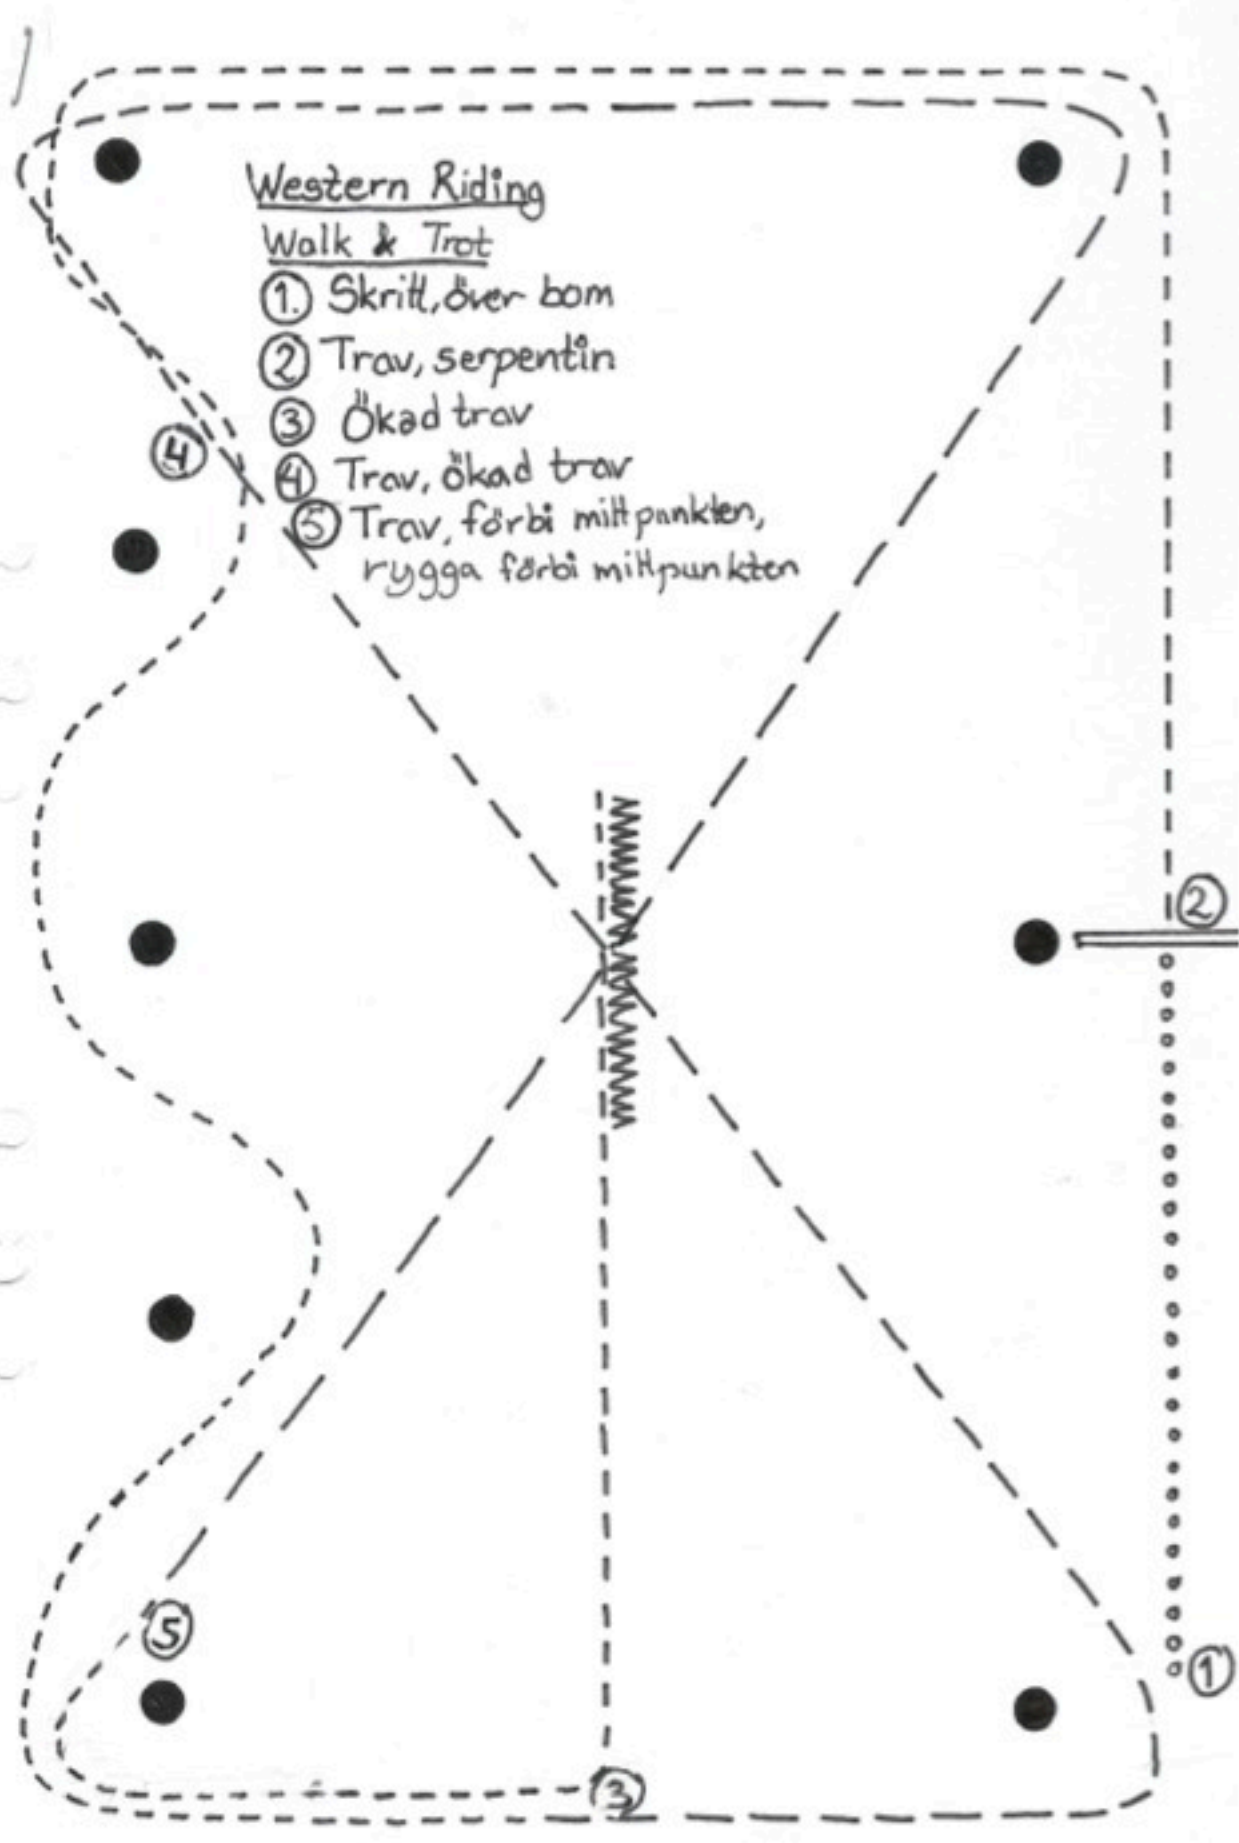 Western Riding
Walk & Trot
1. Skritt, över bom
2 Trav, serpentin
3 Ökad trav
4 Trav, ökad trav
5 Trav, förbi mittpunkten,
rygga förbi mittpunkten
4
2
5
1
3